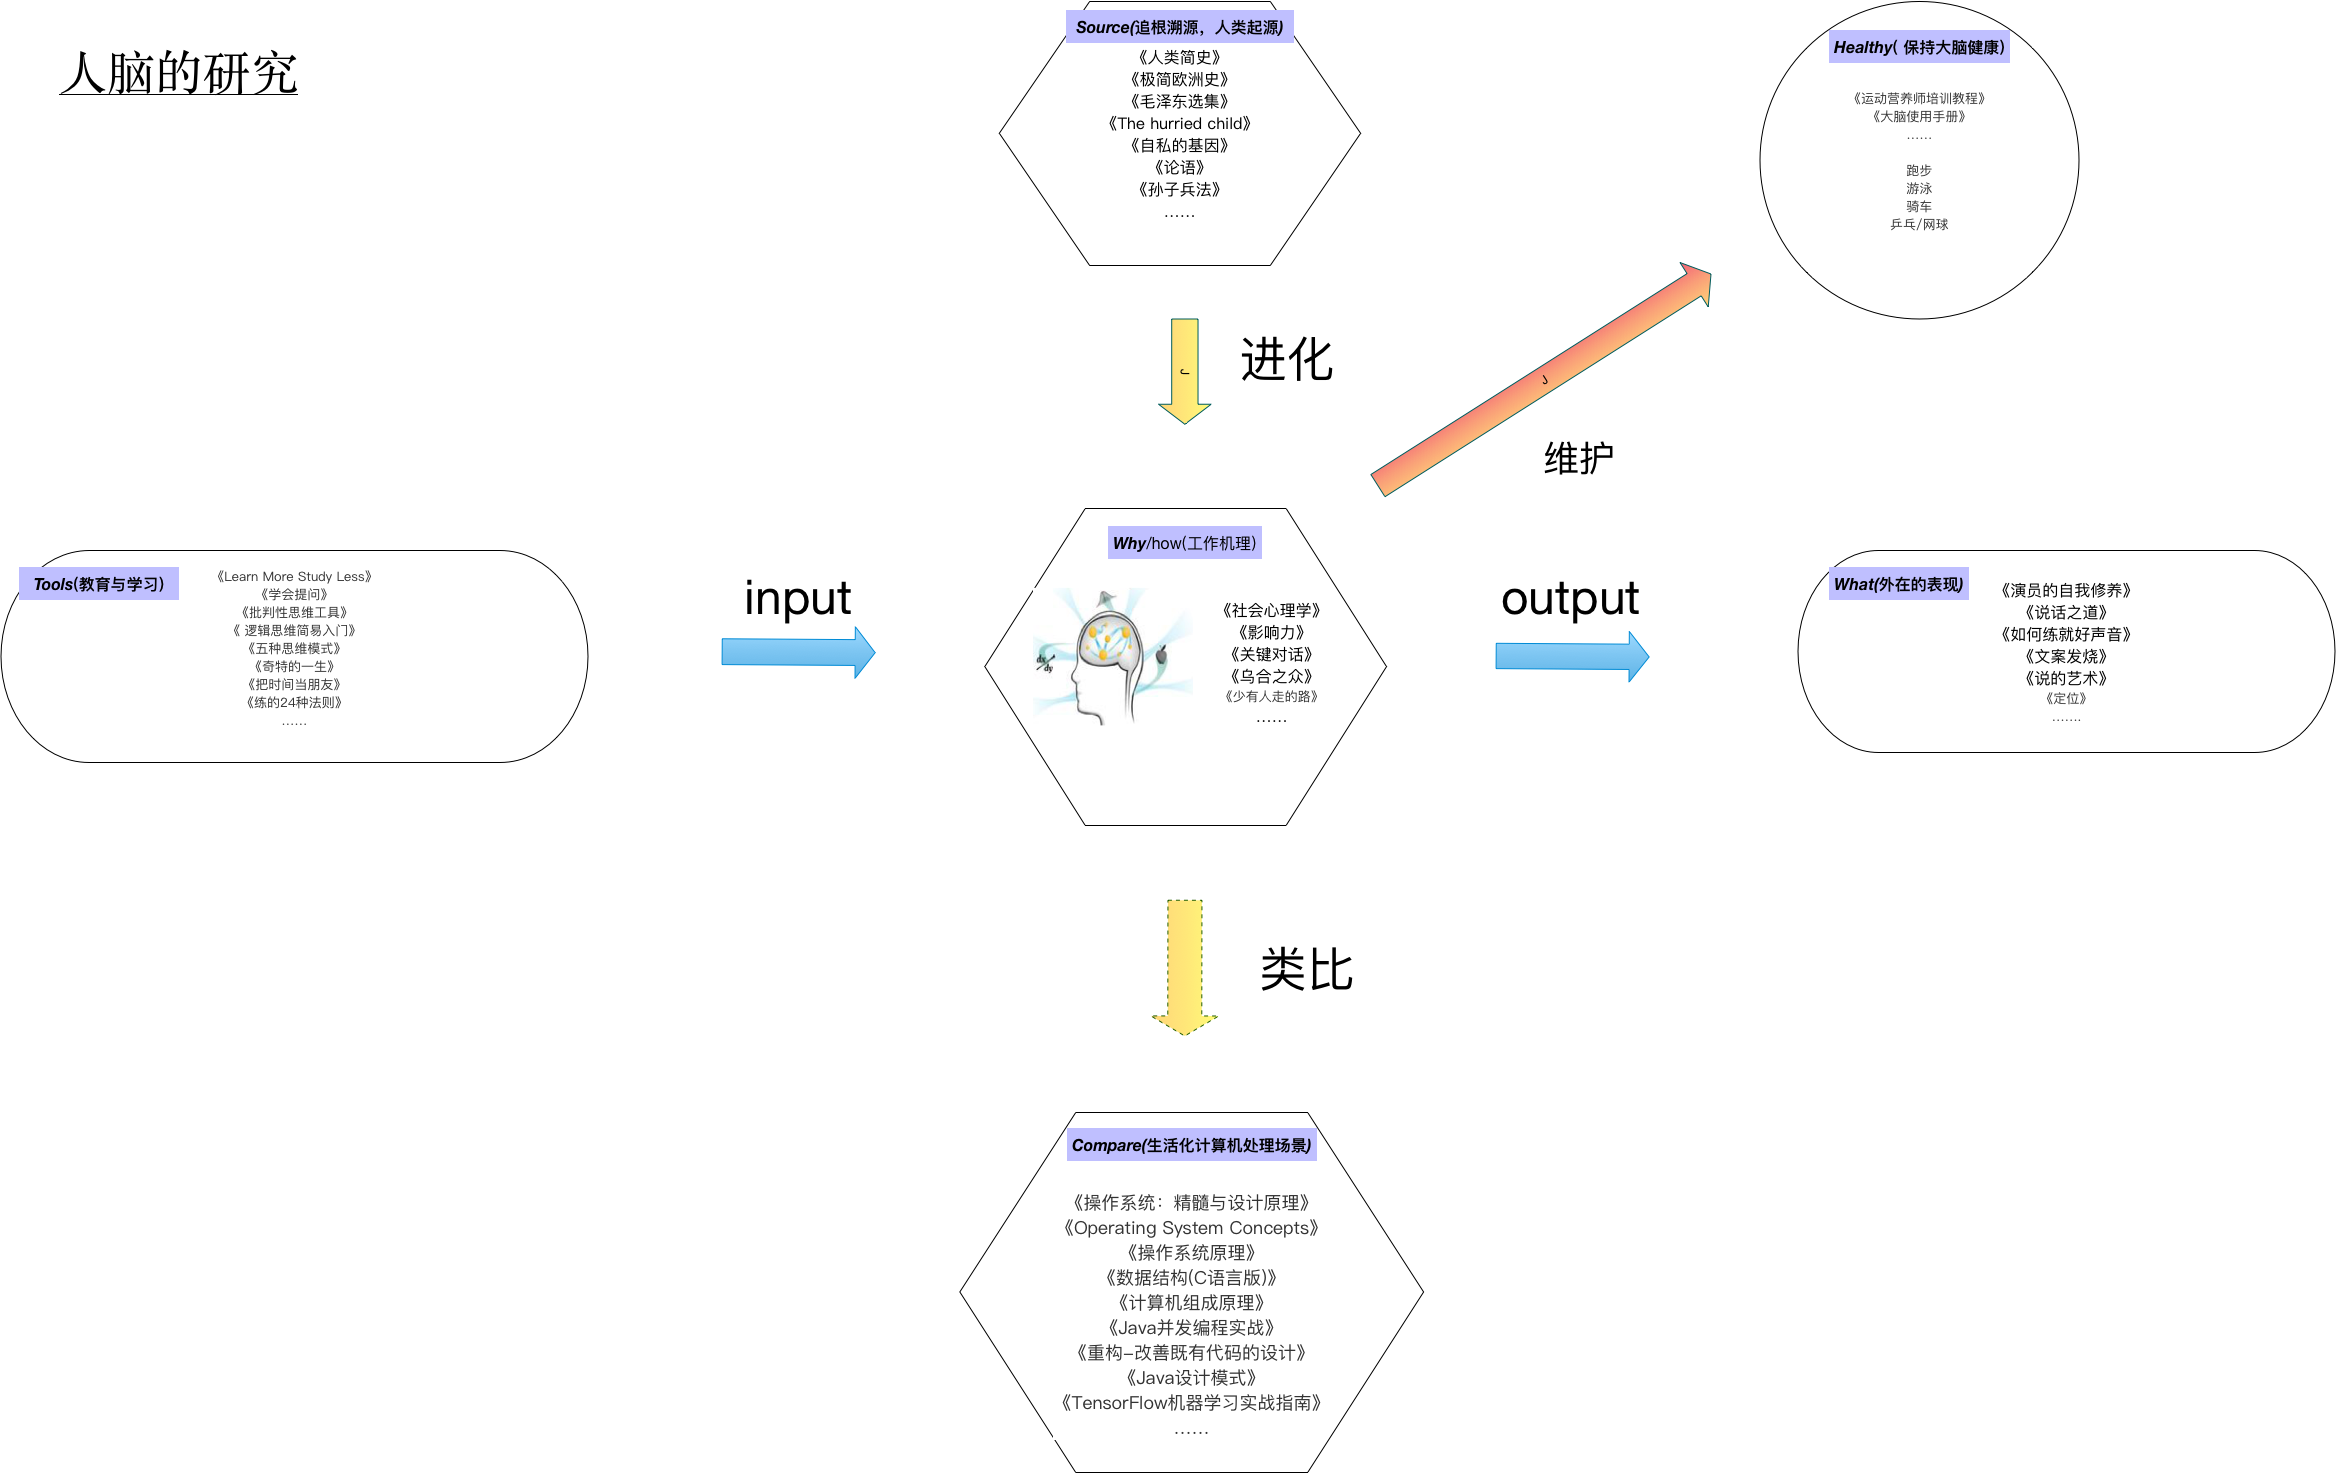 人脑的研究
Source(追根溯源，人类起源)
《人类简史》
《极简欧洲史》
《毛泽东选集》
《The hurried child》
《自私的基因》
《论语》
《孙子兵法》
……
Healthy( 保持大脑健康)
《运动营养师培训教程》
《大脑使用手册》
……
跑步
游泳
骑车
乒乓/网球
进化
维护
Tools(教育与学习)
《Learn More Study Less》
《学会提问》
《批判性思维工具》
《 逻辑思维简易入门》
《五种思维模式》
《奇特的一生》
《把时间当朋友》
《练的24种法则》
……
input
Why/how(工作机理)
《社会心理学》
《影响力》
《关键对话》
《乌合之众》
《少有人走的路》
……
output
What(外在的表现)
《演员的自我修养》
《说话之道》
《如何练就好声音》
《文案发烧》
《说的艺术》
《定位》
.……
类比
Compare(生活化计算机处理场景)
《操作系统：精髓与设计原理》
《Operating System Concepts》
《操作系统原理》
《数据结构(C语言版)》
《计算机组成原理》
《Java并发编程实战》
《重构-改善既有代码的设计》
《Java设计模式》
《TensorFlow机器学习实战指南》
……